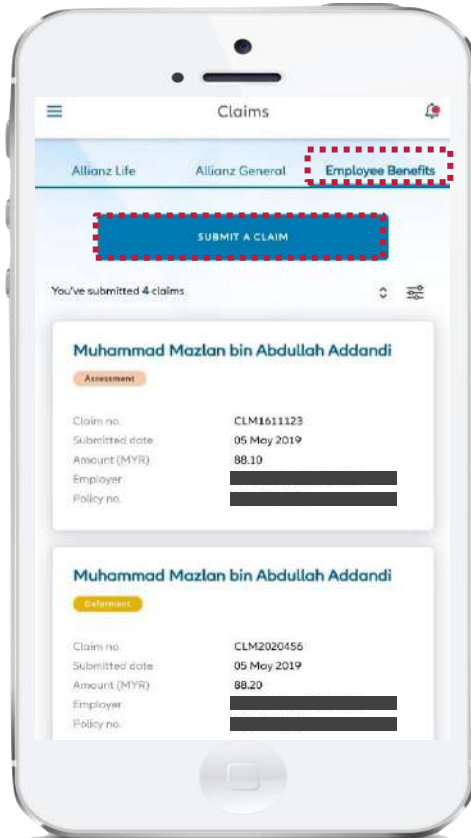 Claims
Allianz Life Allianz General Employee Benefits
SUBMIT A CLAIM
You've submitted 4 claims
Muhammad Mazlan bin Abdullah Addandi
Assessment
Claim no. CLM1611123
Submitted date 05 May 2019
Amount (MYR) 88.10
Employer
Policy no.
Muhammad Mazlan bin Abdullah Addandi
Deferment
Claim no. CLM2020456
Submitted date 05 May 2019
Amount (MYR) 88.20
Employer
Policy no.